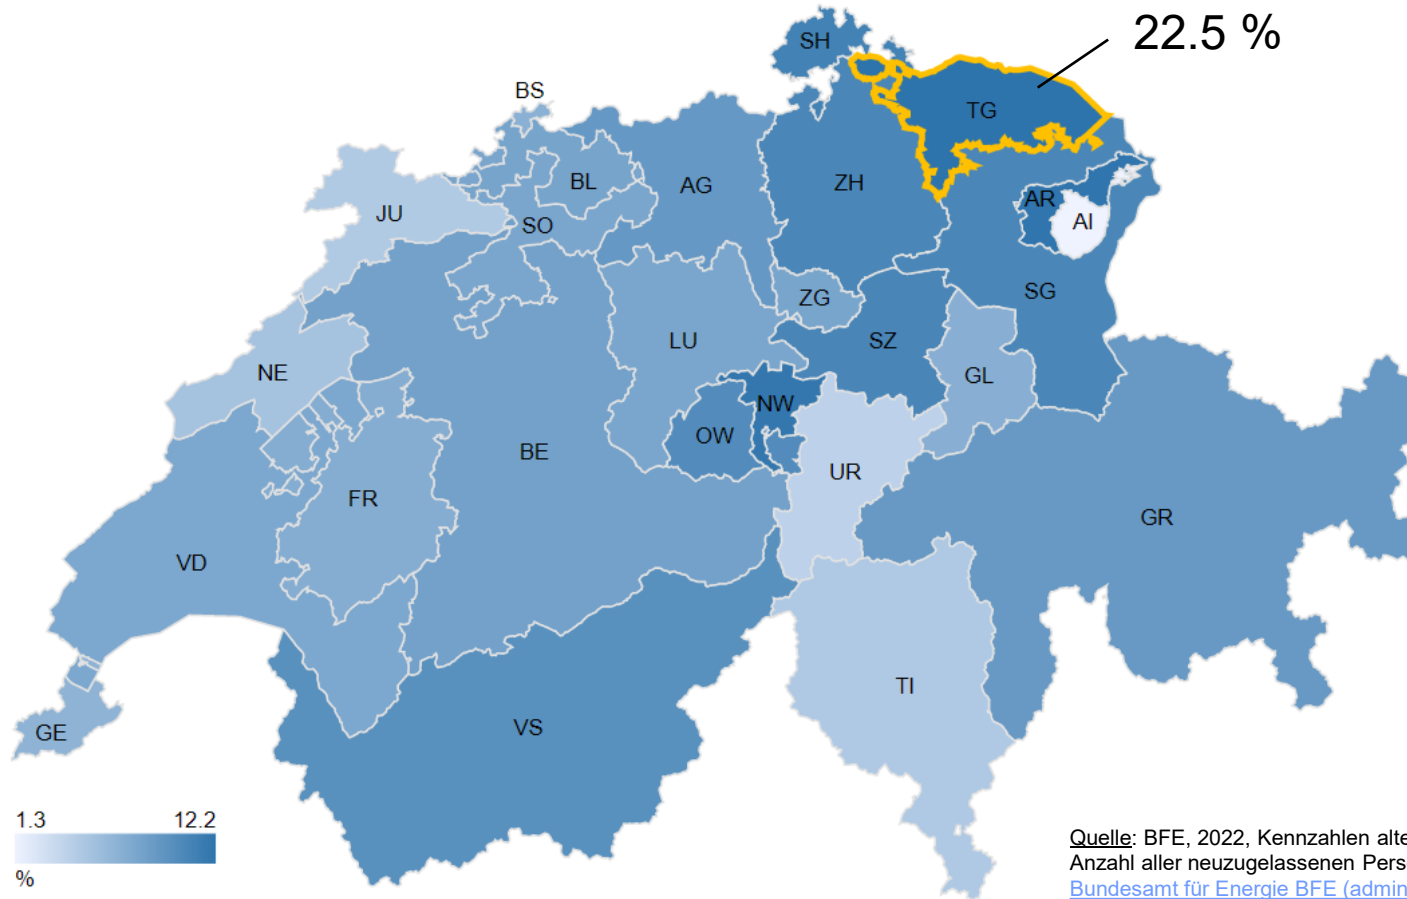 22.5 %
SH
TG
BS
BL
AG
ZH
AR
AI
JU
SO
SG
ZG
LU
SZ
NE
GL
NW
OW
BE
UR
FR
GR
VD
TI
GE
VS
1.3 12.2
%
Quelle: BFE, 2022, Kennzahlen alte
Anzahl aller neuzugelassenen Pers
Bundesamt für Energie BFE (admin